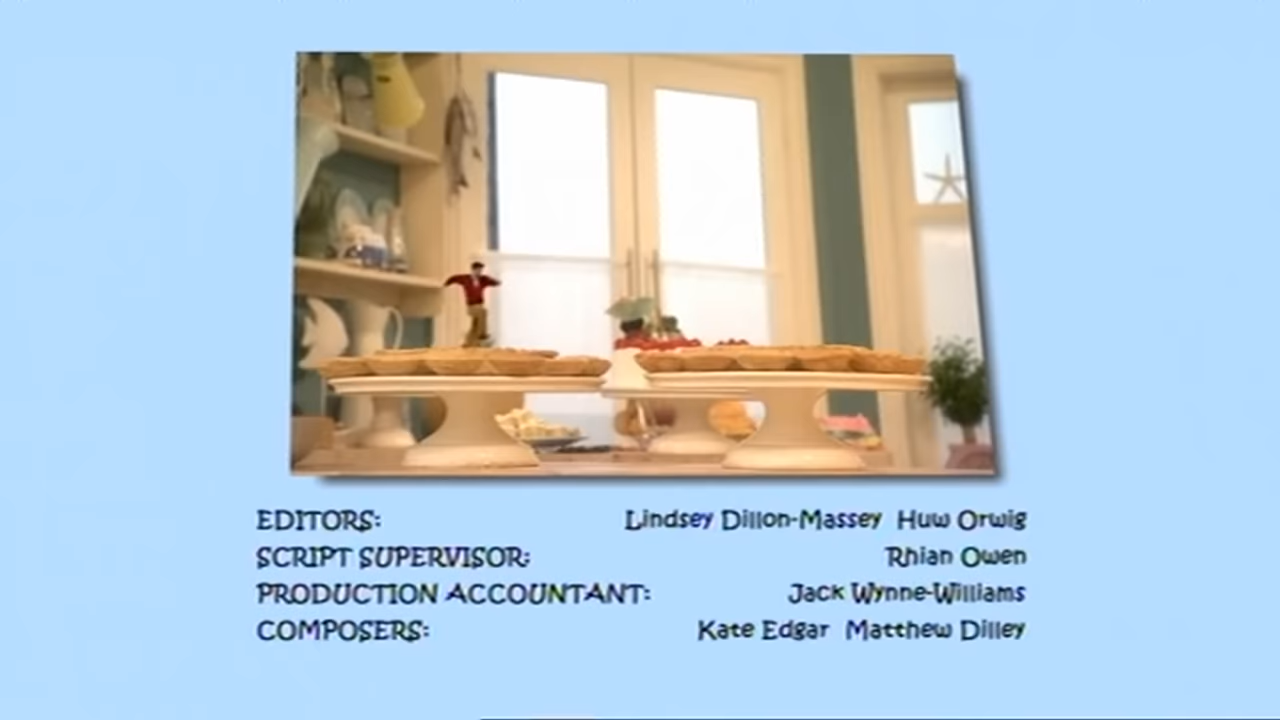 EDITORS: Lindsey Dillon-Massey Huw Orwig
SCRIPT SUPERVISOR: Rhian Owen
PRODUCTION ACCOUNTANT: Jack Wynne-Williams
COMPOSERS: Kate Edgar Matthew Dilley